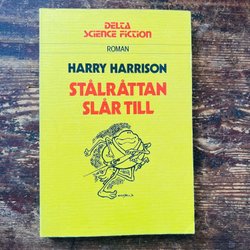 DELTA
SCIENCE FICTION
ROMAN
HARRY HARRISON
STÅLRÅTTAN
SLÅR TILL